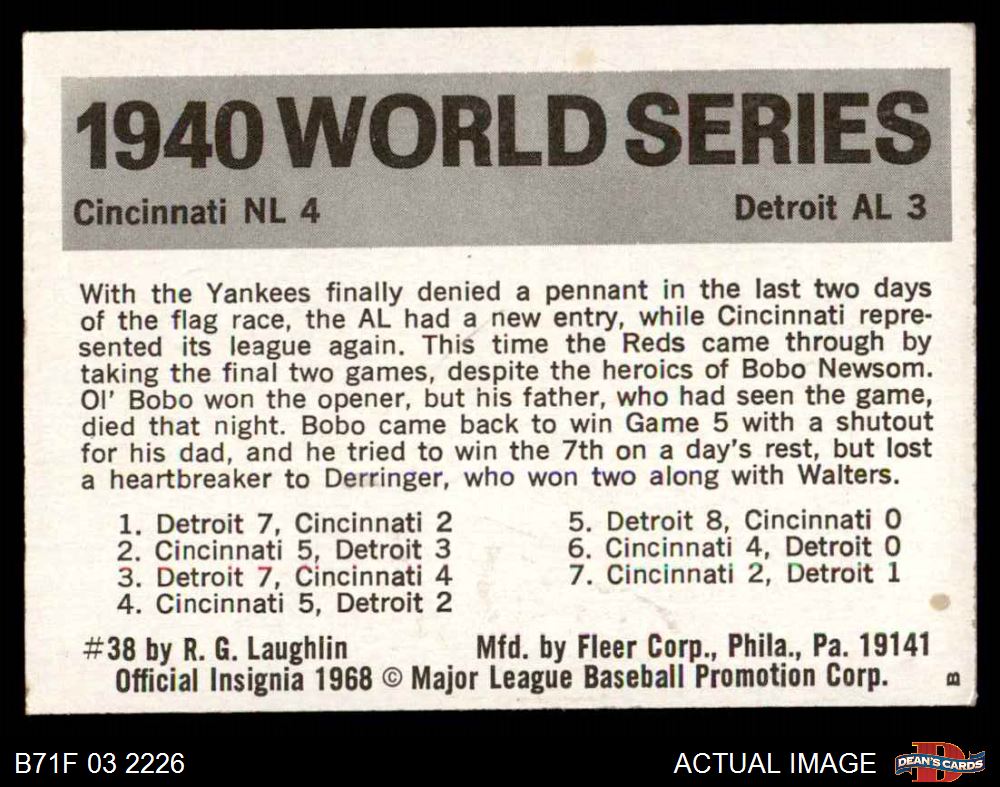 1940 WORLD SERIES
Cincinnati NL 4 Detroit AL 3
With the Yankees finally denied a pennant in the last two days
of the flag race, the AL had a new entry, while Cincinnati repre-
sented its league again. This time the Reds came through by
taking the final two games, despite the heroics of Bobo Newsom.
Ol' Bobo won the opener, but his father, who had seen the game,
died that night. Bobo came back to win Game 5 with a shutout
for his dad, and he tried to win the 7th on a day's rest, but lost
a heartbreaker to Derringer, who won two along with Walters.
1. Detroit 7, Cincinnati 2
2. Cincinnati 5, Detroit 3
3. Detroit 7, Cincinnati 4
4. Cincinnati 5, Detroit 2
5. Detroit 8, Cincinnati 0
6. Cincinnati 4, Detroit 0
7. Cincinnati 2, Detroit 1
#38 by R. G. Laughlin Mfd. by Fleer Corp., Phila., Pa. 19141
Official Insignia 1968 © Major League Baseball Promotion Corp.
B
B71F 03 2226 ACTUAL IMAGE
D
DEAN'S CARDS